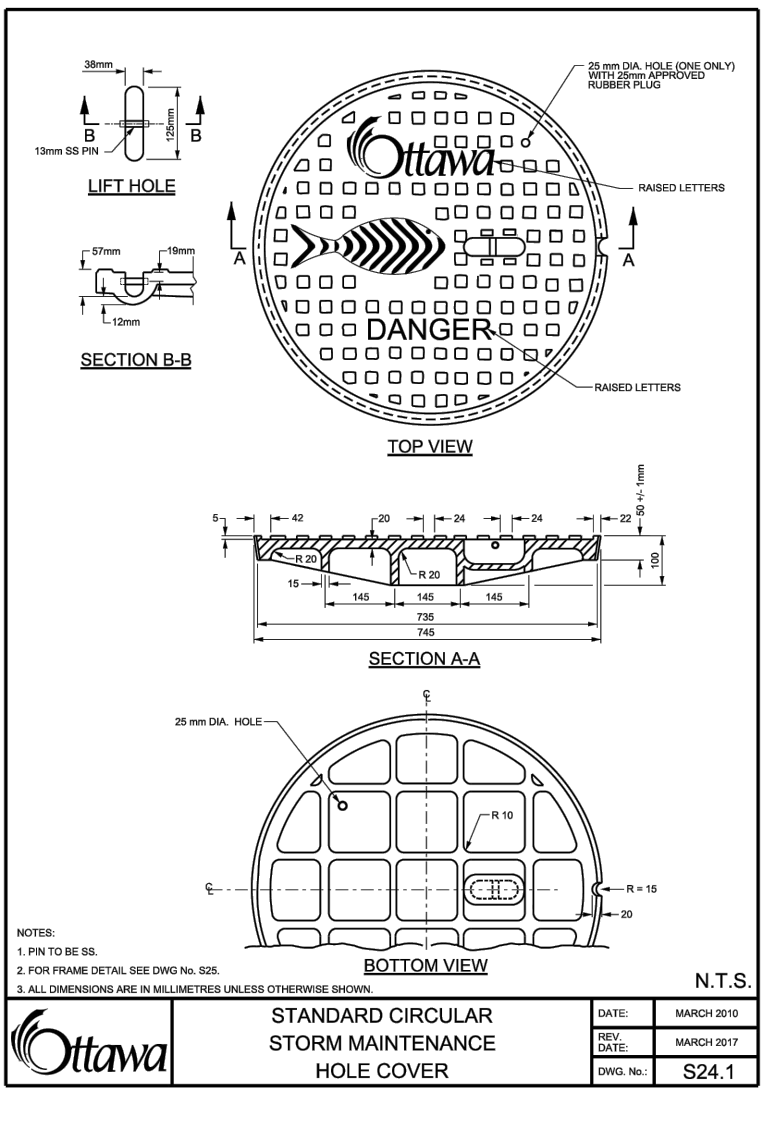 38mm
125mm
B
B
13mm SS PIN
LIFT HOLE
57mm
19mm
12mm
SECTION B-B
25 mm DIA. HOLE (ONE ONLY)
WITH 25mm APPROVED
RUBBER PLUG
Ottawa
RAISED LETTERS
A
A
DANGER
RAISED LETTERS
TOP VIEW
5
42
20
24
24
22
50 +/- 1mm
100
R 20
R 20
15
145
145
145
735
745
SECTION A-A
CL
25 mm DIA. HOLE
R 10
CL
R = 15
20
BOTTOM VIEW
NOTES:
1. PIN TO BE SS.
2. FOR FRAME DETAIL SEE DWG No. S25.
3. ALL DIMENSIONS ARE IN MILLIMETRES UNLESS OTHERWISE SHOWN.
N.T.S.
Ottawa
STANDARD CIRCULAR
STORM MAINTENANCE
HOLE COVER
DATE: MARCH 2010
REV.
DATE: MARCH 2017
DWG. No.: S24.1